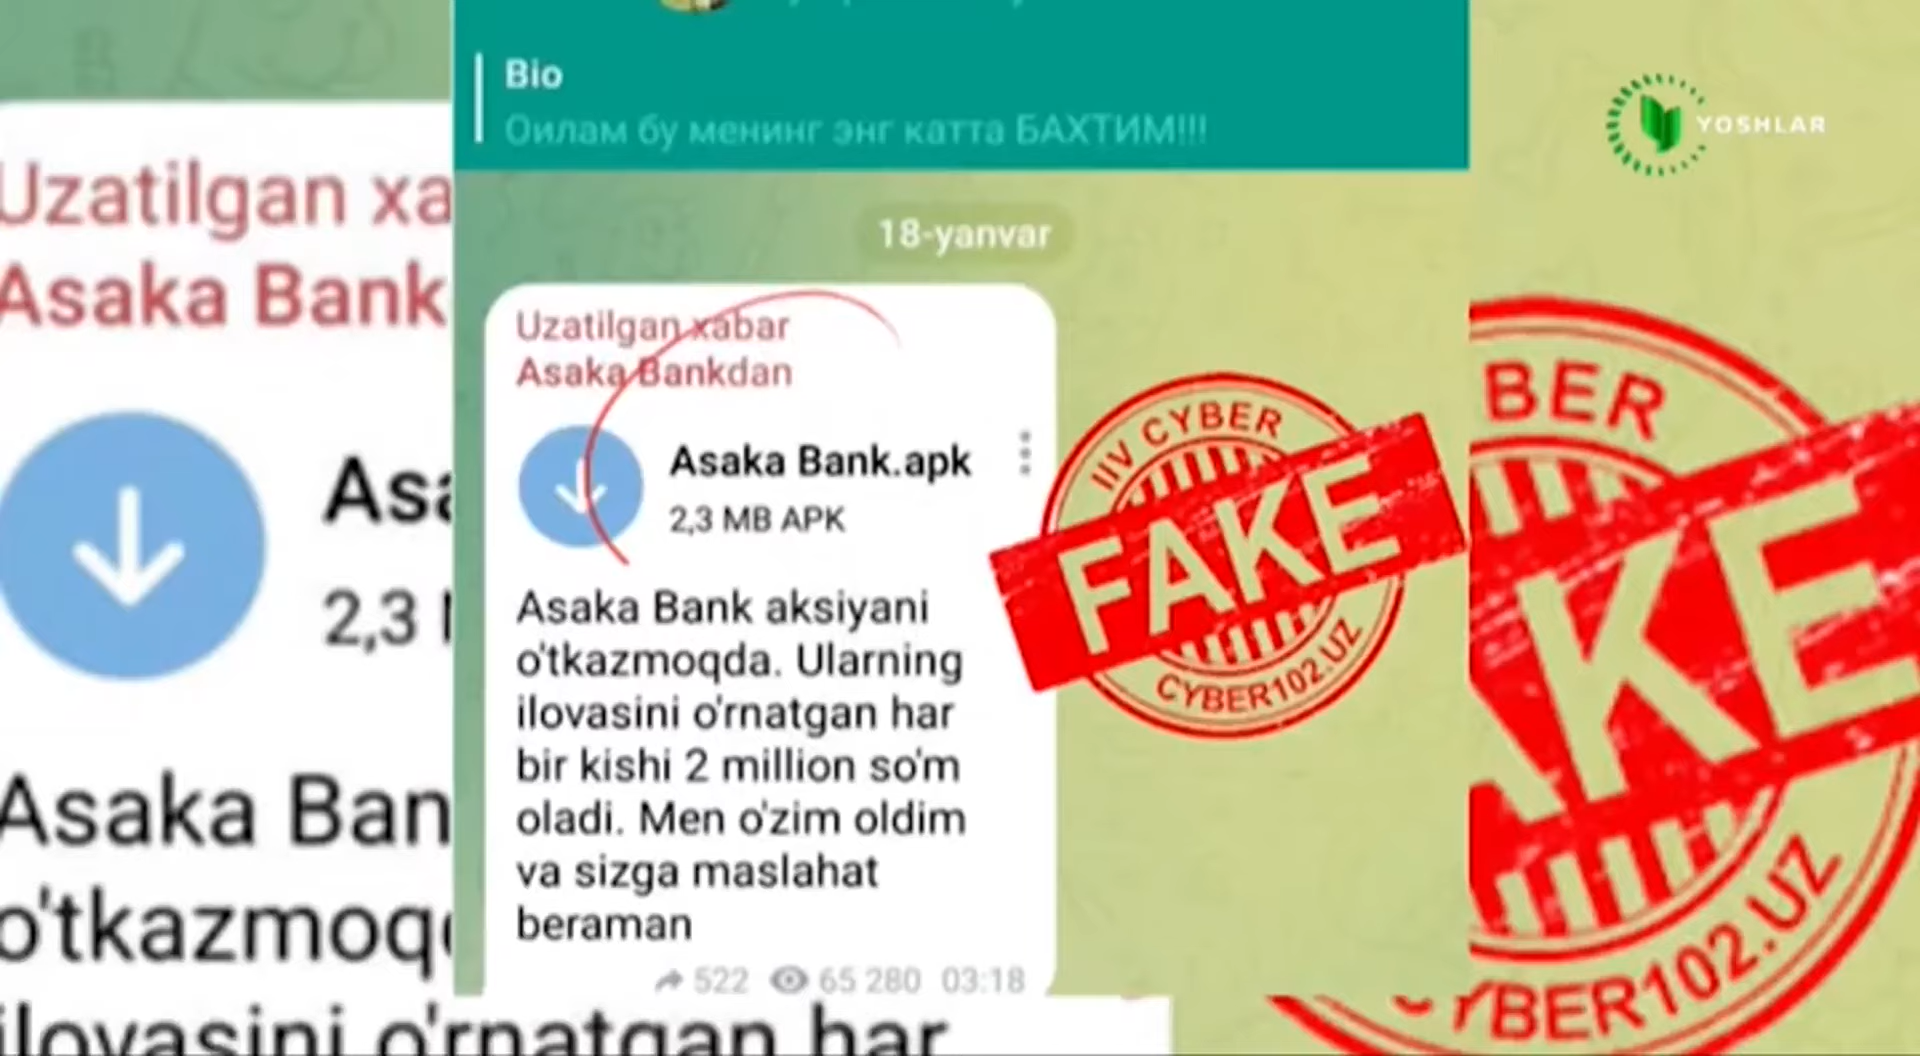 Bio
Оилам бу менинг энг катта БАХТИМ!!!
YOSHLAR
18-yanvar
Uzatilgan xabar
Asaka Bankdan
Asaka Bank.apk
2,3 MB APK
Asaka Bank aksiyani
o'tkazmoqda. Ularning
ilovasini o'rnatgan har
bir kishi 2 million so'm
oladi. Men o'zim oldim
va sizga maslahat
beraman
522 65 280 03:18
IIV CYBER
FAKE
CYBER102.UZ
Uzatilgan xa
Asaka Bank
Asa
2,3
Asaka Ban
o'tkazmoq
ilovasini o'rnatgan har
BER
AKE
CYBER102.UZ